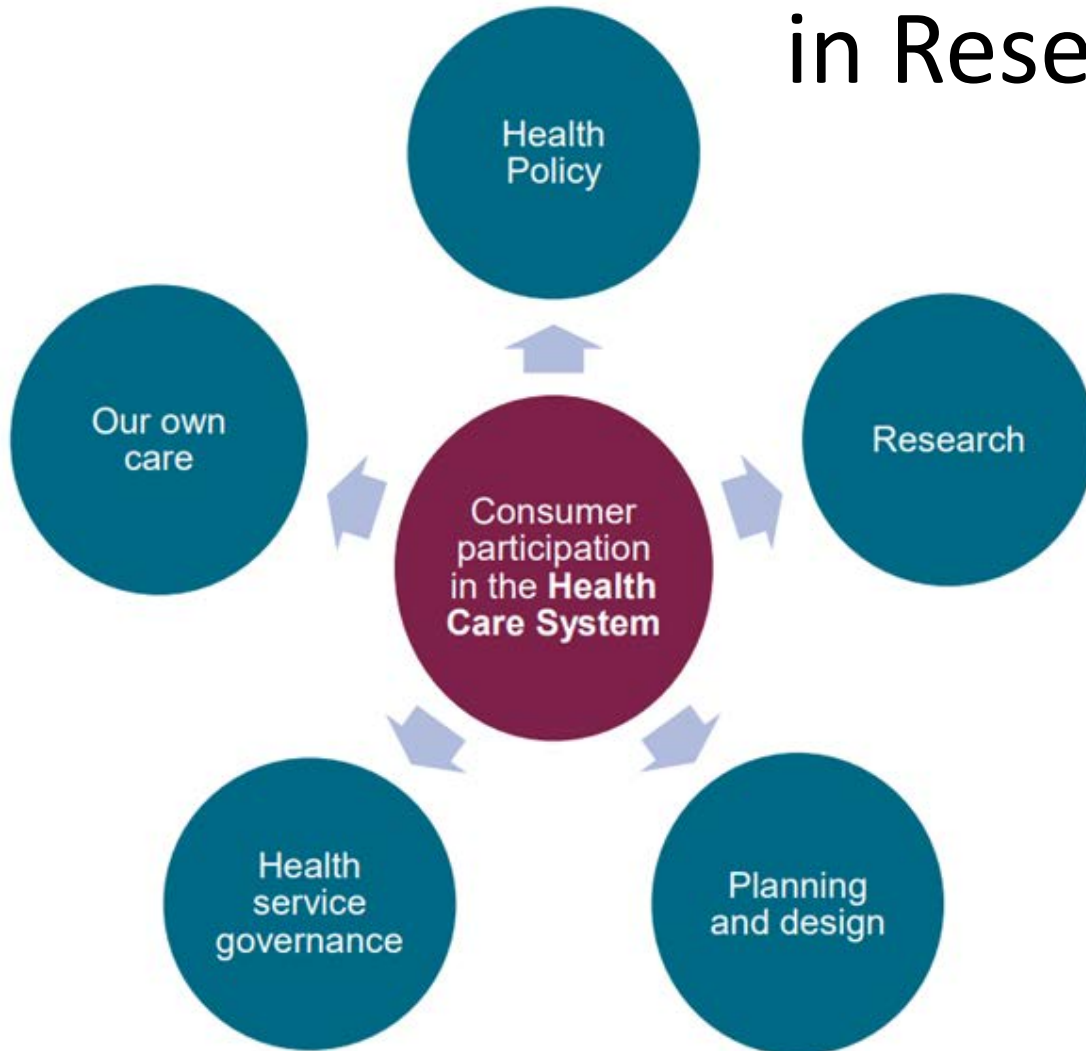 in Rese
Health
Policy
Our own
care
Research
Consumer
participation
in the Health
Care System
Health
service
governance
Planning
and design